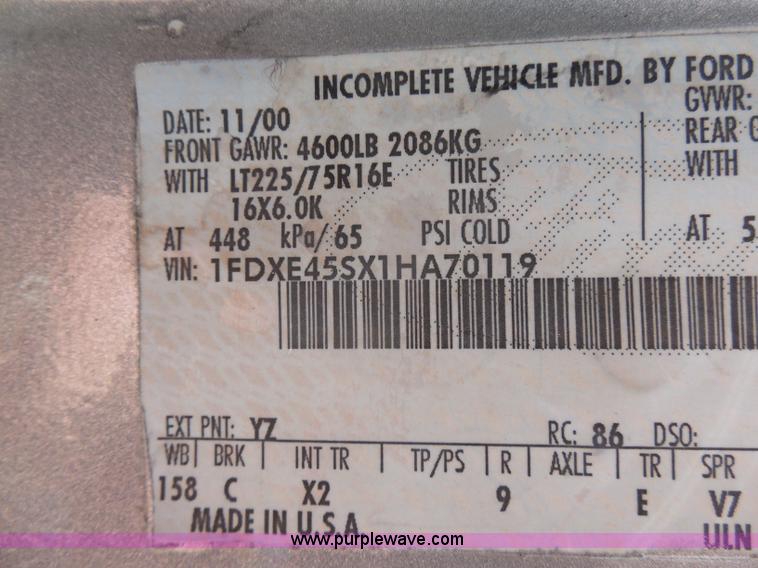 INCOMPLETE VEHICLE MFD. BY FORD
DATE: 11/00 GVWR:
FRONT GAWR: 4600LB 2086KG REAR G
WITH LT225/75R16E TIRES WITH
16X6.0K RIMS
AT 448 kPa/ 65 PSI COLD AT 5
VIN: 1FDXE45SX1HA70119
EXT PNT: YZ RC: 86 DSO:
WB | BRK | INT TR | TP/PS | R | AXLE | TR | SPR
158 C X2 9 E V7
MADE IN U.S.A ULN
www.purplewave.com